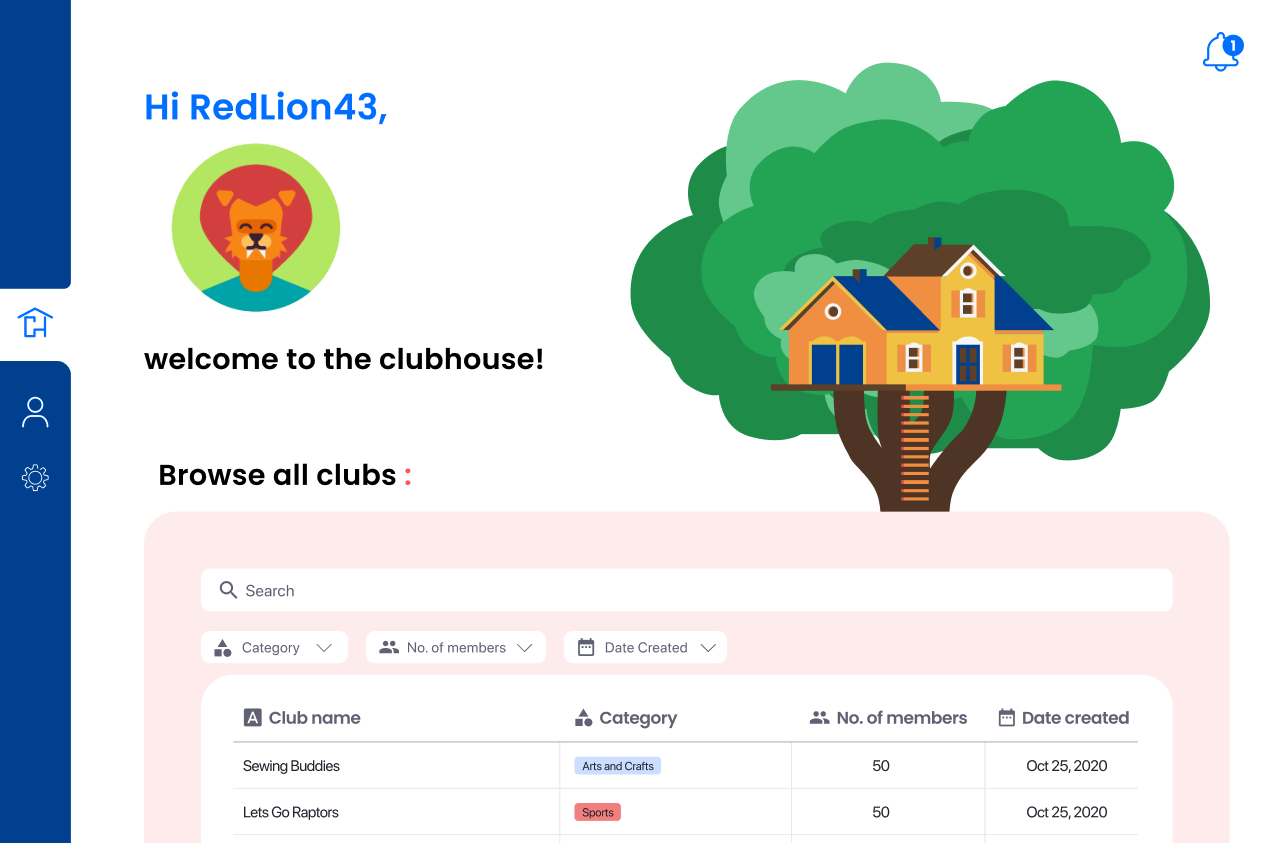 1
Hi RedLion43,
welcome to the clubhouse!
Browse all clubs :
Search
Category No. of members Date Created
A Club name Category No. of members Date created
Sewing Buddies Arts and Crafts 50 Oct 25, 2020
Lets Go Raptors Sports 50 Oct 25, 2020